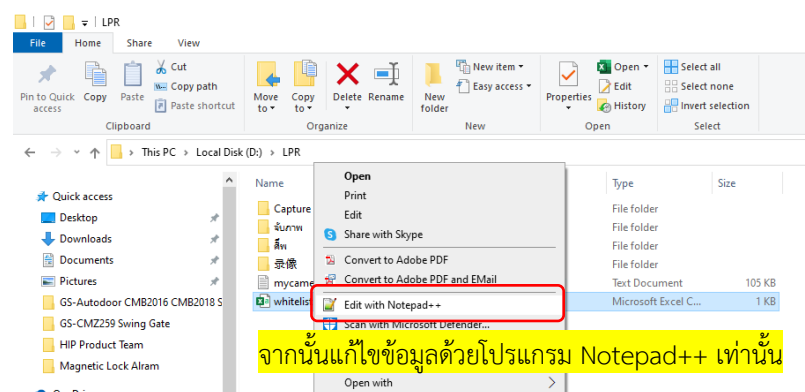 LPR
File Home Share View
Pin to Quick access
Copy
Paste
Cut
Copy path
Paste shortcut
Clipboard
Move to
Copy to
Delete
Rename
Organize
New folder
New item
Easy access
New
Properties
Open
Edit
History
Open
Select all
Select none
Invert selection
Select
This PC > Local Disk (D:) > LPR
Quick access
Desktop
Downloads
Documents
Pictures
GS-Autodoor CMB2016 CMB2018 S
GS-CMZ259 Swing Gate
HIP Product Team
Magnetic Lock Alram
Name Type Size
Capture File folder
จับภาพ File folder
สึพ File folder
录像 File folder
mycame Text Document 105 KB
whitelis Microsoft Excel C... 1 KB
Open
Print
Edit
Share with Skype
Convert to Adobe PDF
Convert to Adobe PDF and EMail
Edit with Notepad++
Scan with Microsoft Defender...
จากนั้นแก้ไขข้อมูลด้วยโปรแกรม Notepad++ เท่านั้น
Open with >